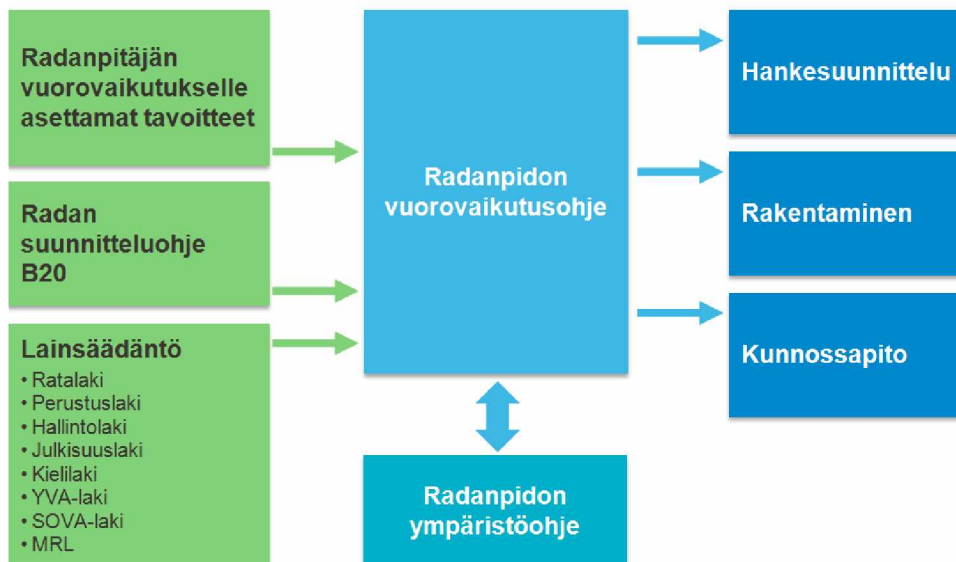 Radanpitäjän
vuorovaikutukselle
asettamat tavoitteet
Radan
suunnitteluohje
B20
Lainsäädäntö
• Ratalaki
• Perustuslaki
• Hallintolaki
• Julkisuuslaki
• Kielilaki
• YVA-laki
• SOVA-laki
• MRL
Radanpidon
vuorovaikutusohje
Radanpidon
ympäristöohje
Hankesuunnittelu
Rakentaminen
Kunnossapito